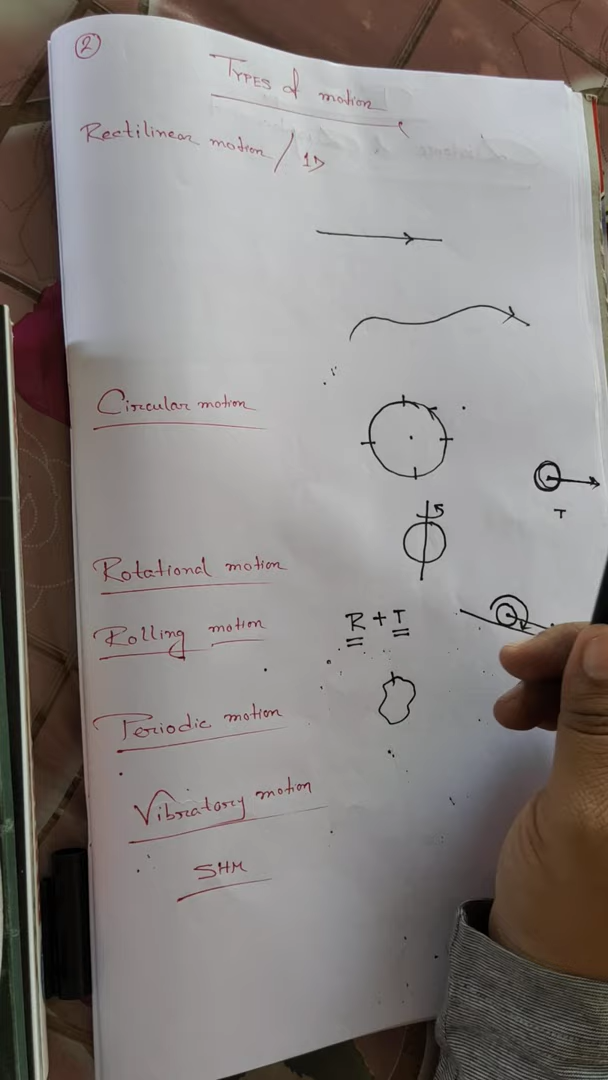 2
TYPES of motion
Rectilinear motion / 1D
Circular motion
T
Rotational motion
Rolling motion
R + T
Periodic motion
Vibratory motion
SHM